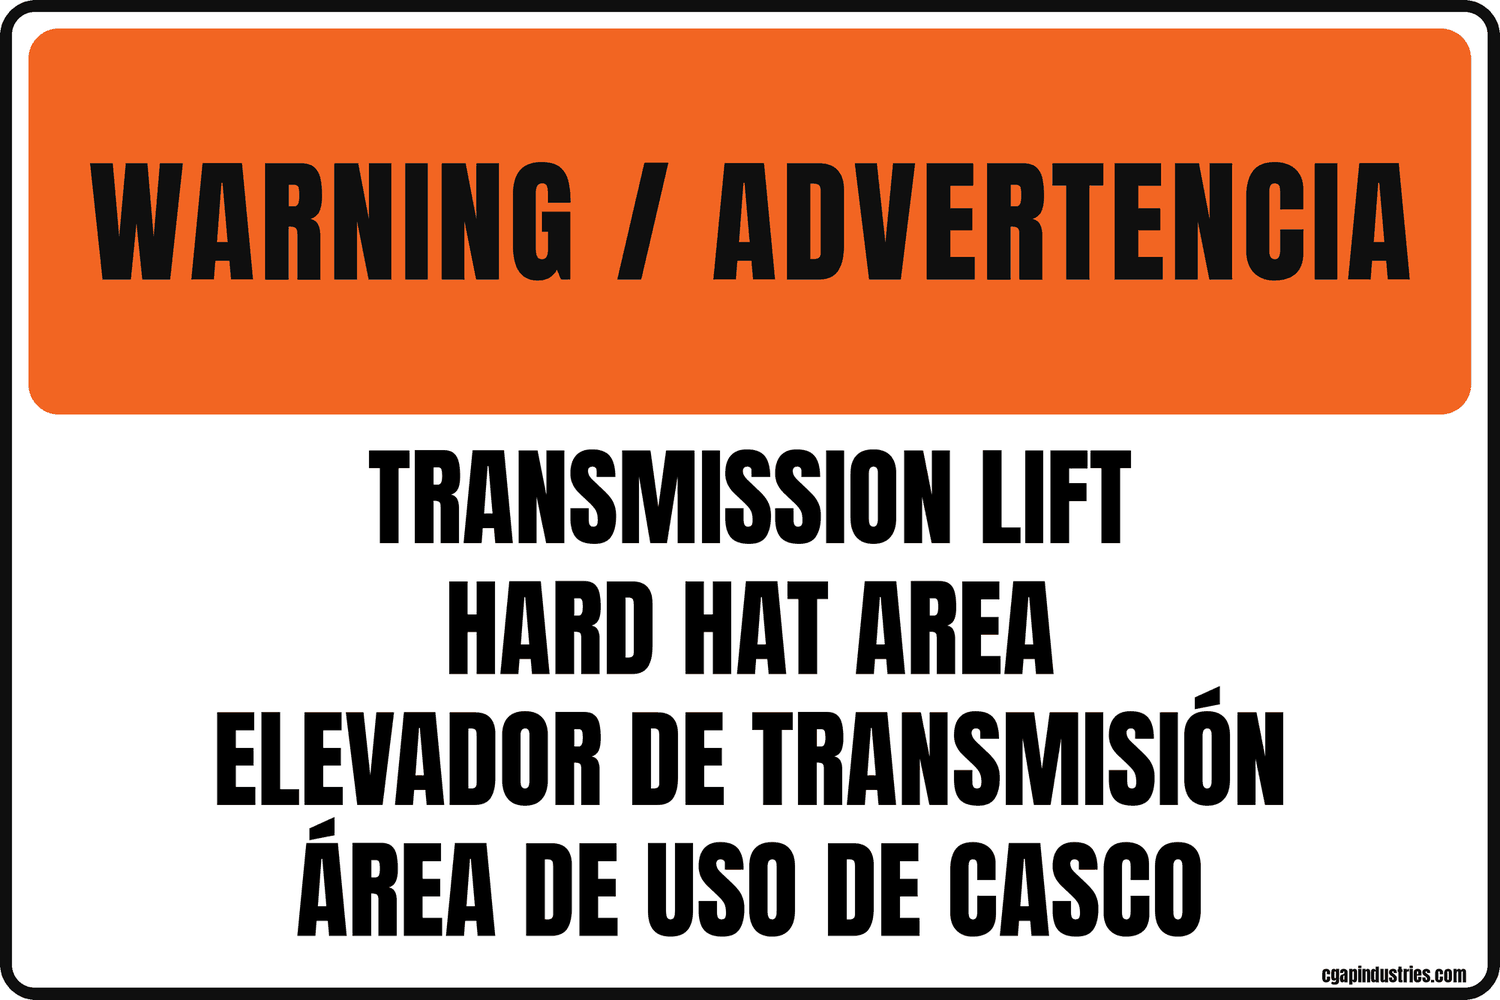 WARNING / ADVERTENCIA
TRANSMISSION LIFT
HARD HAT AREA
ELEVADOR DE TRANSMISIÓN
ÁREA DE USO DE CASCO
cgapindustries.com